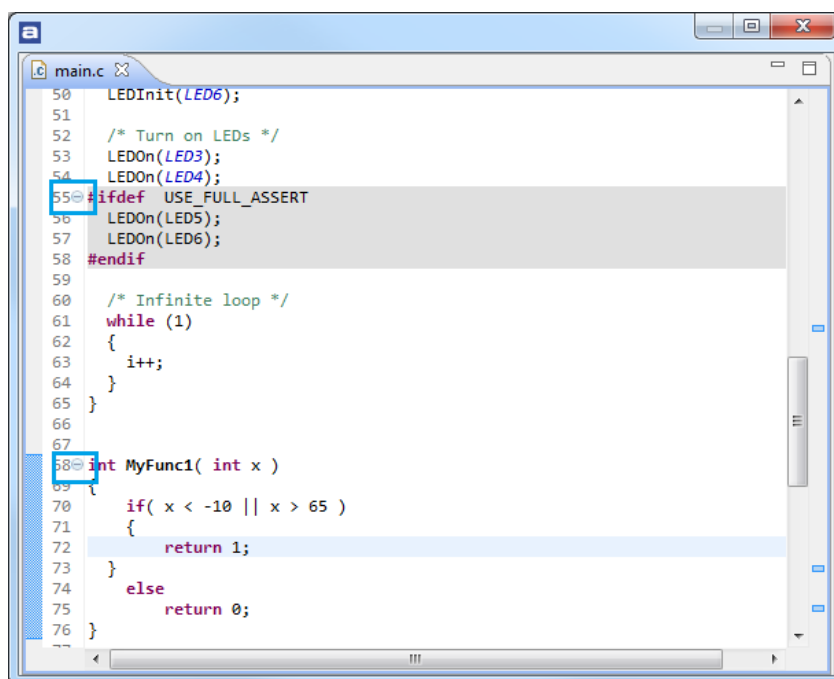 a
main.c
50 LEDInit(LED6);
51
52 /* Turn on LEDs */
53 LEDOn(LED3);
54 LEDOn(LED4);
55 #ifdef USE_FULL_ASSERT
56 LEDOn(LED5);
57 LEDOn(LED6);
58 #endif
59
60 /* Infinite loop */
61 while (1)
62 {
63 i++;
64 }
65 }
66
67
68 int MyFunc1( int x )
69 {
70 if( x < -10 || x > 65 )
71 {
72 return 1;
73 }
74 else
75 return 0;
76 }